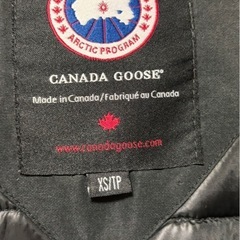 ARCTIC PROGRAM
CANADA GOOSE®
Made in Canada/Fabriqué au Canada
www.canadagoose.com
XS/TP